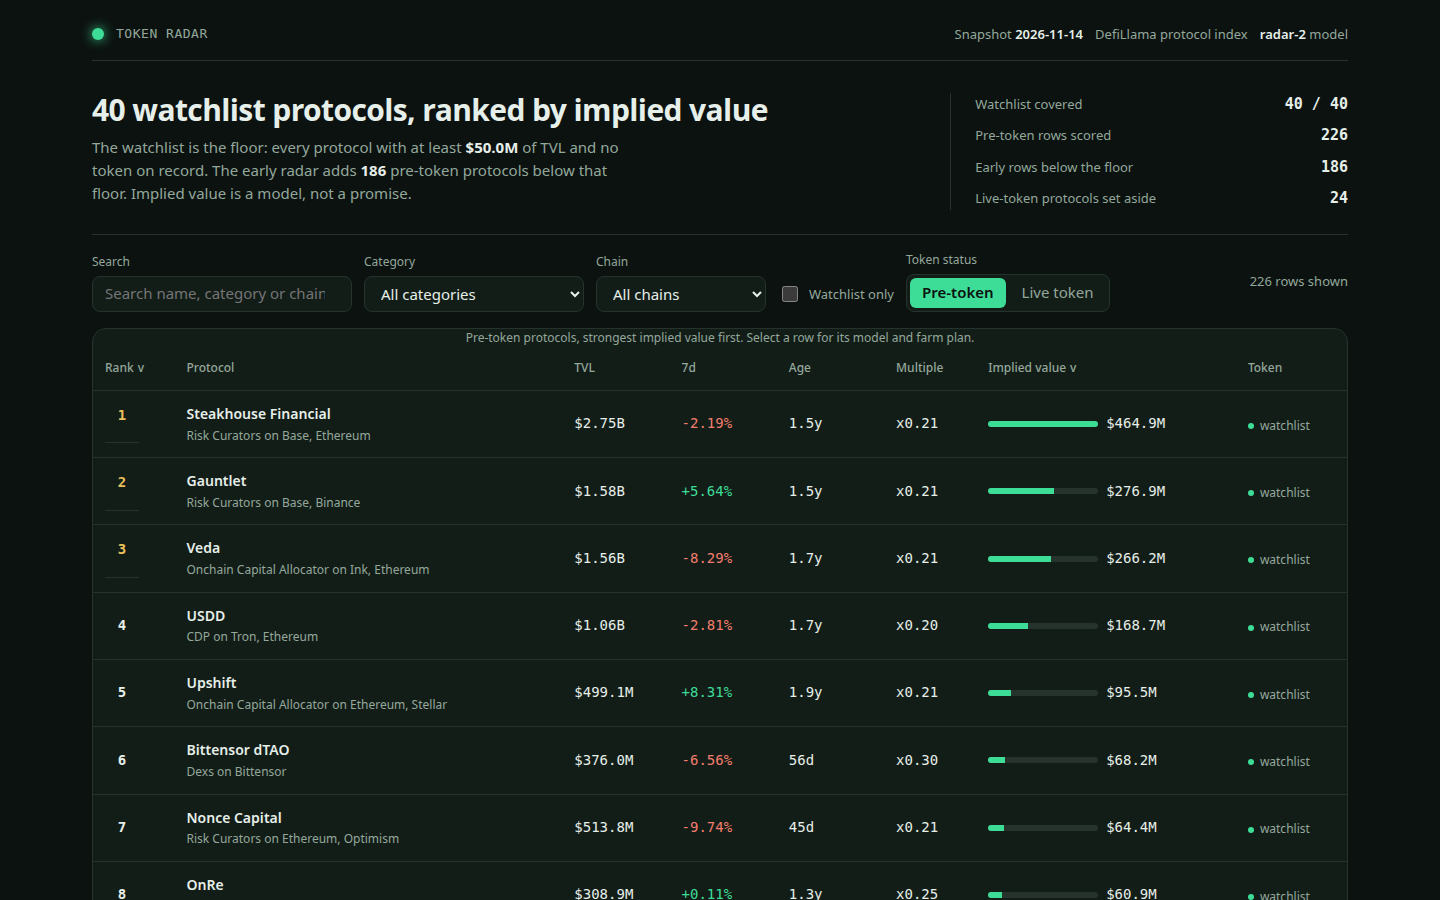 TOKEN RADAR
Snapshot 2026-11-14 DefiLlama protocol index radar-2 model
40 watchlist protocols, ranked by implied value
The watchlist is the floor: every protocol with at least $50.0M of TVL and no
token on record. The early radar adds 186 pre-token protocols below that
floor. Implied value is a model, not a promise.
Watchlist covered 40 / 40
Pre-token rows scored 226
Early rows below the floor 186
Live-token protocols set aside 24
Search
Category
Chain
Token status
Search name, category or chain
All categories
All chains
Watchlist only
Pre-token
Live token
226 rows shown
Pre-token protocols, strongest implied value first. Select a row for its model and farm plan.
Rank v Protocol TVL 7d Age Multiple Implied value v Token
1 Steakhouse Financial $2.75B -2.19% 1.5y x0.21 $464.9M watchlist
Risk Curators on Base, Ethereum
2 Gauntlet $1.58B +5.64% 1.5y x0.21 $276.9M watchlist
Risk Curators on Base, Binance
3 Veda $1.56B -8.29% 1.7y x0.21 $266.2M watchlist
Onchain Capital Allocator on Ink, Ethereum
4 USDD $1.06B -2.81% 1.7y x0.20 $168.7M watchlist
CDP on Tron, Ethereum
5 Upshift $499.1M +8.31% 1.9y x0.21 $95.5M watchlist
Onchain Capital Allocator on Ethereum, Stellar
6 Bittensor dTAO $376.0M -6.56% 56d x0.30 $68.2M watchlist
Dexs on Bittensor
7 Nonce Capital $513.8M -9.74% 45d x0.21 $64.4M watchlist
Risk Curators on Ethereum, Optimism
8 OnRe $308.9M +0.11% 1.3y x0.25 $60.9M watchlist